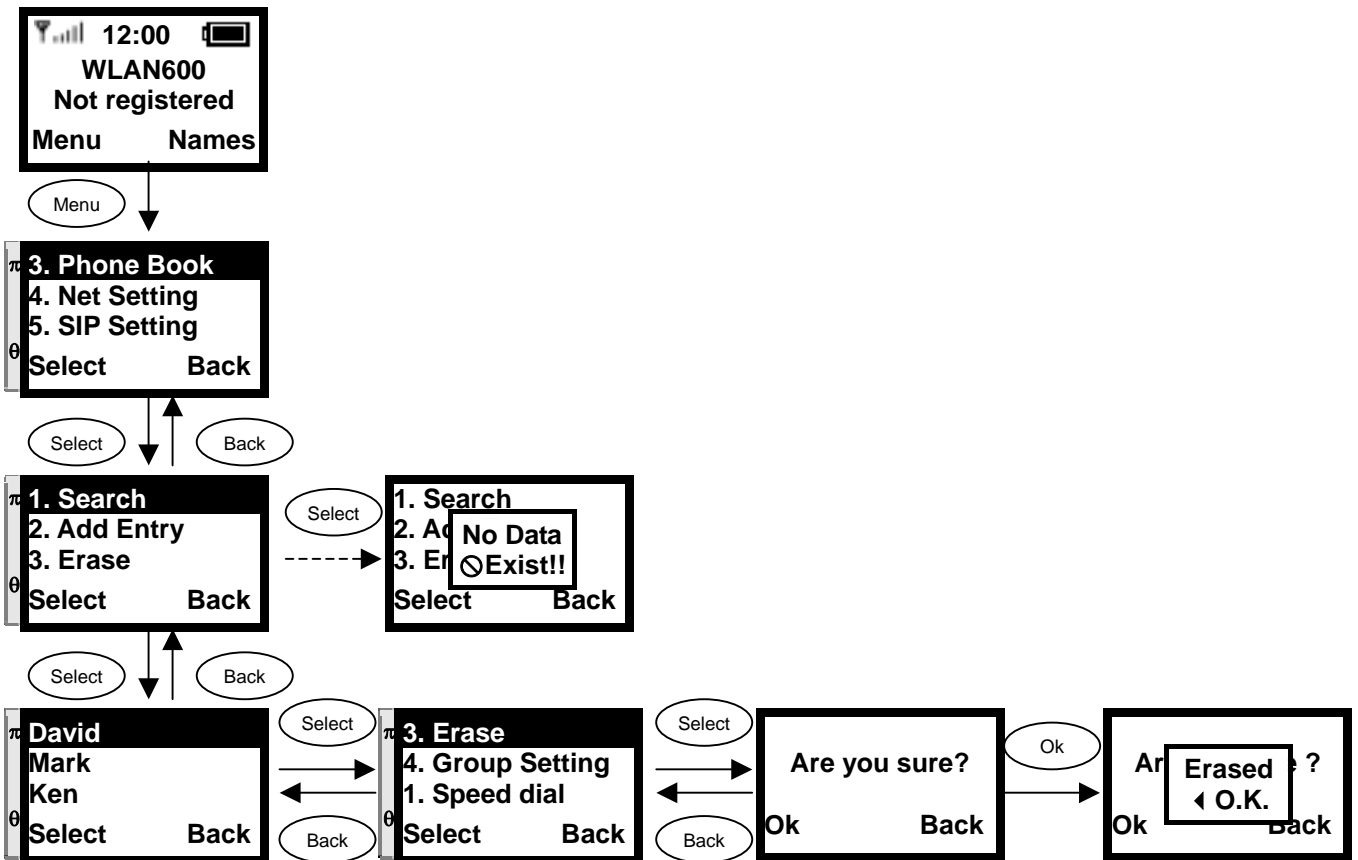 12:00
WLAN600
Not registered
Menu Names
Menu
π 3. Phone Book
4. Net Setting
5. SIP Setting
θ Select Back
Select Back
π 1. Search
2. Add Entry
3. Erase
θ Select Back
Select
1. Search
2. Ad
3. Er
No Data
Exist!!
Select Back
Select Back
π David
Mark
Ken
θ Select Back
Select
Back
π 3. Erase
4. Group Setting
1. Speed dial
θ Select Back
Select
Back
Are you sure?
Ok Back
Ok
Ar ?
Erased
O.K.
Ok Back